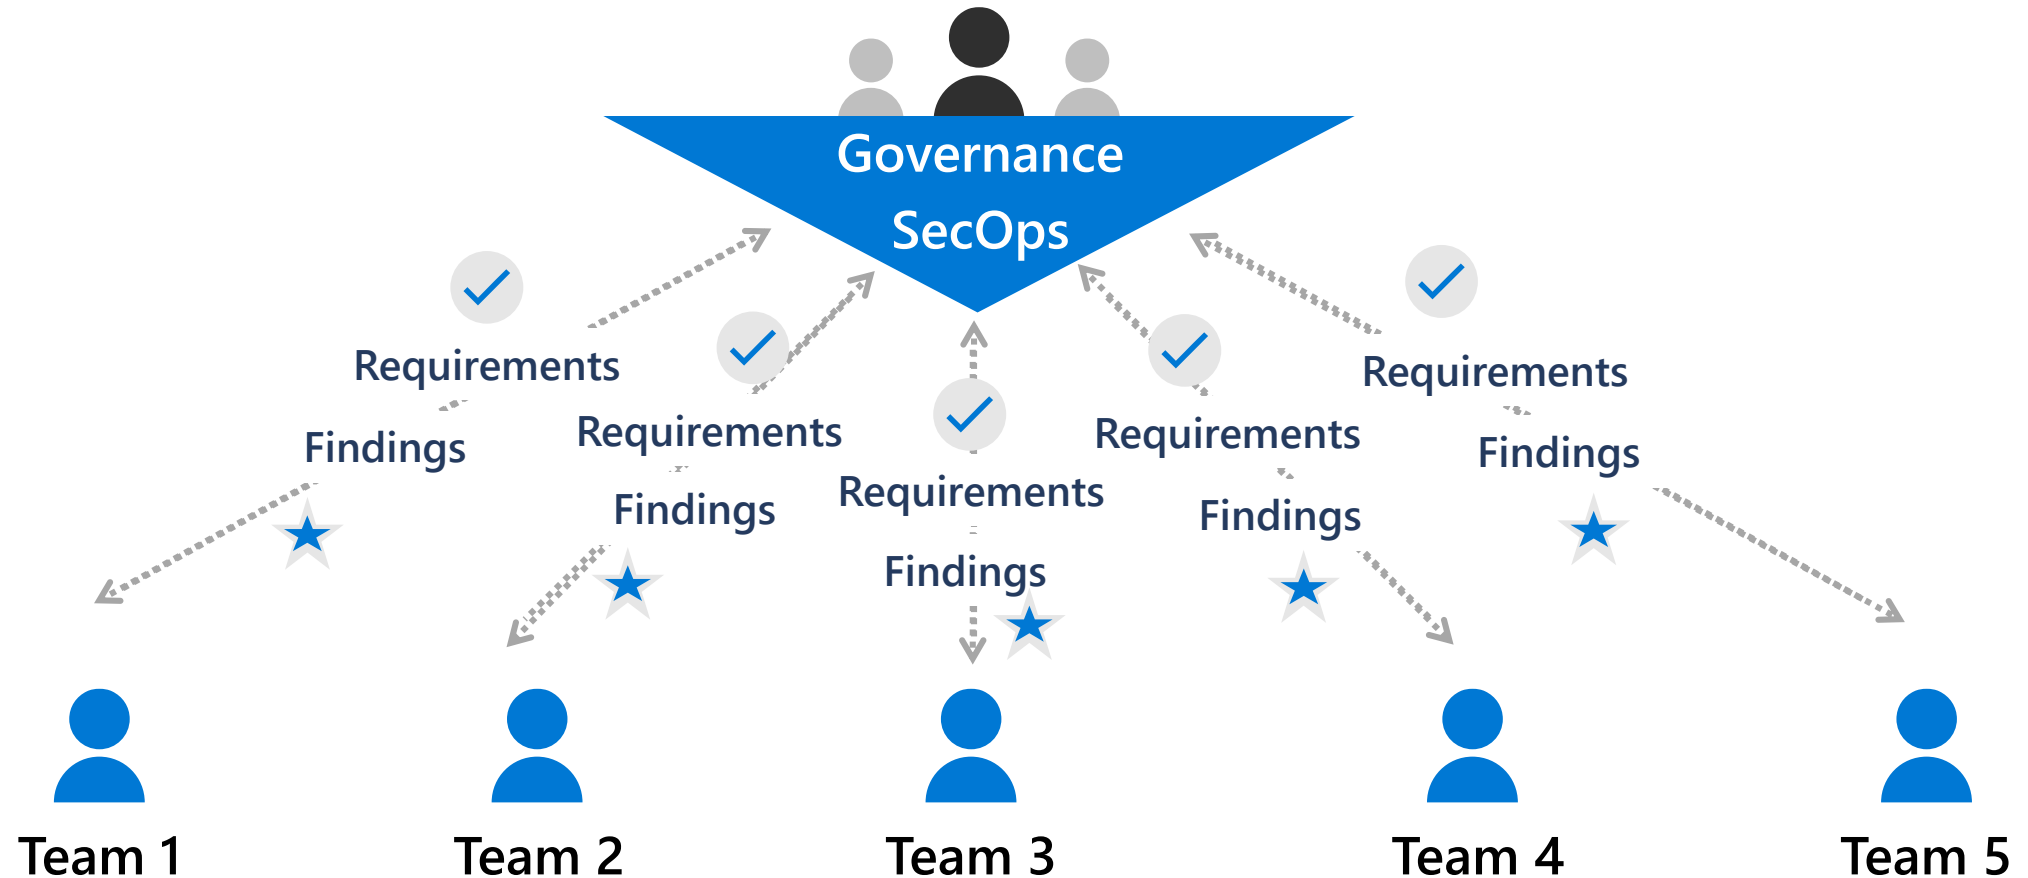 Governance
SecOps
Requirements
Findings
Requirements
Findings
Requirements
Findings
Requirements
Findings
Requirements
Findings
Team 1
Team 2
Team 3
Team 4
Team 5